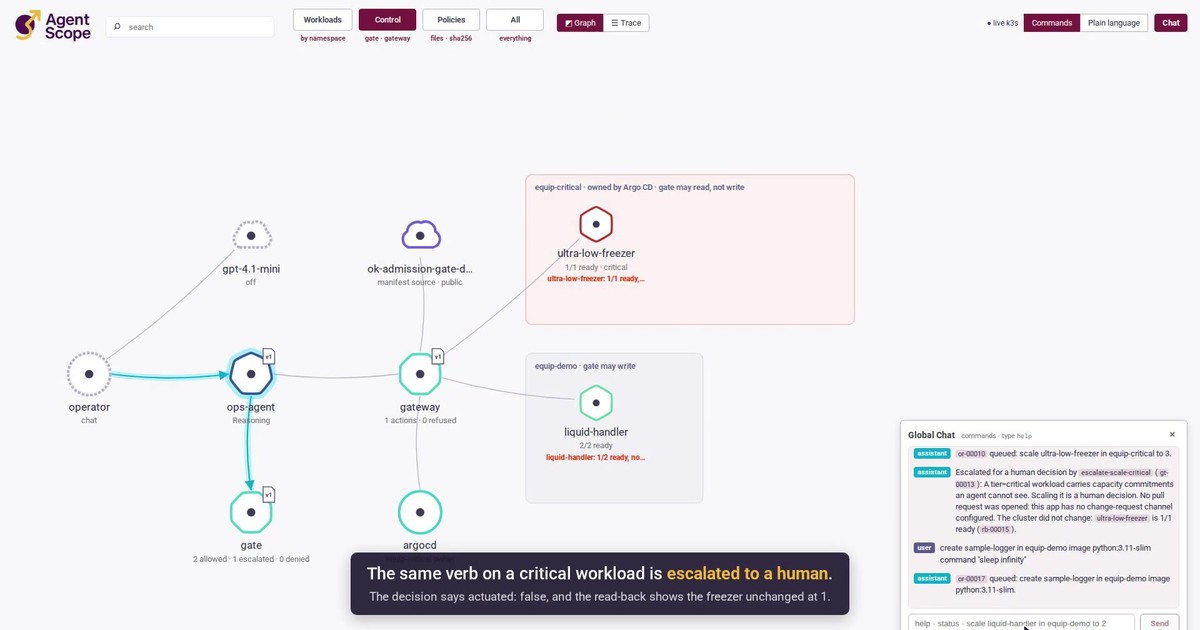 Agent
Scope
search
Workloads
Control
Policies
All
by namespace
gate · gateway
files · sha256
everything
Graph
Trace
live k3s
Commands
Plain language
Chat
equip-critical · owned by Argo CD · gate may read, not write
ultra-low-freezer
1/1 ready · critical
ultra-low-freezer: 1/1 ready,...
gpt-4.1-mini
off
ok-admission-gate-d...
manifest source · public
equip-demo · gate may write
liquid-handler
2/2 ready
liquid-handler: 1/2 ready, no...
operator
chat
v1
ops-agent
Reasoning
v1
gateway
1 actions · 0 refused
v1
gate
2 allowed · 1 escalated · 0 denied
argocd
The same verb on a critical workload is escalated to a human.
The decision says actuated: false, and the read-back shows the freezer unchanged at 1.
Global Chat commands · type help
×
assistant or-00010 queued: scale ultra-low-freezer in equip-critical to 3.
assistant Escalated for a human decision by escalate-scale-critical ( gt-
00013 ): A tier=critical workload carries capacity commitments
an agent cannot see. Scaling it is a human decision. No pull
request was opened: this app has no change-request channel
configured. The cluster did not change: ultra-low-freezer is 1/1
ready ( rb-00015 ).
user create sample-logger in equip-demo image python:3.11-slim
command "sleep infinity"
assistant or-00017 queued: create sample-logger in equip-demo image
python:3.11-slim.
help · status · scale liquid-handler in equip-demo to 2
Send